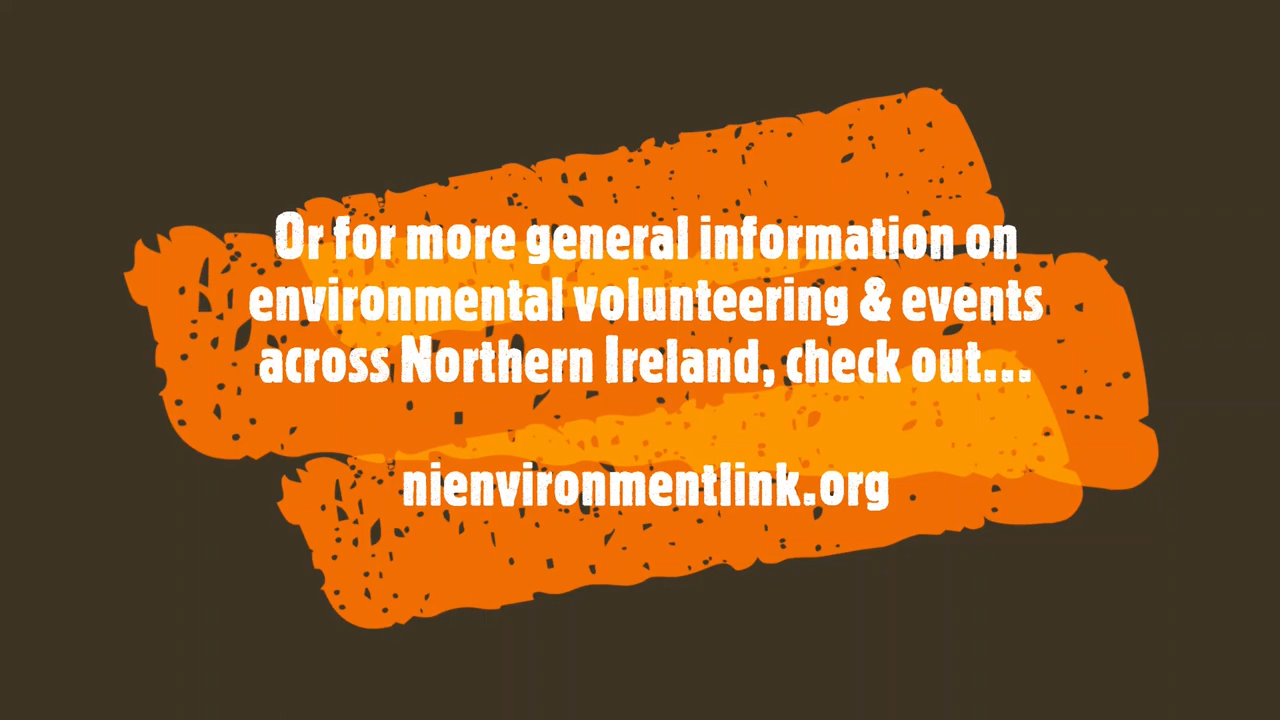 Or for more general information on
environmental volunteering & events
across Northern Ireland, check out...
nienvironmentlink.org